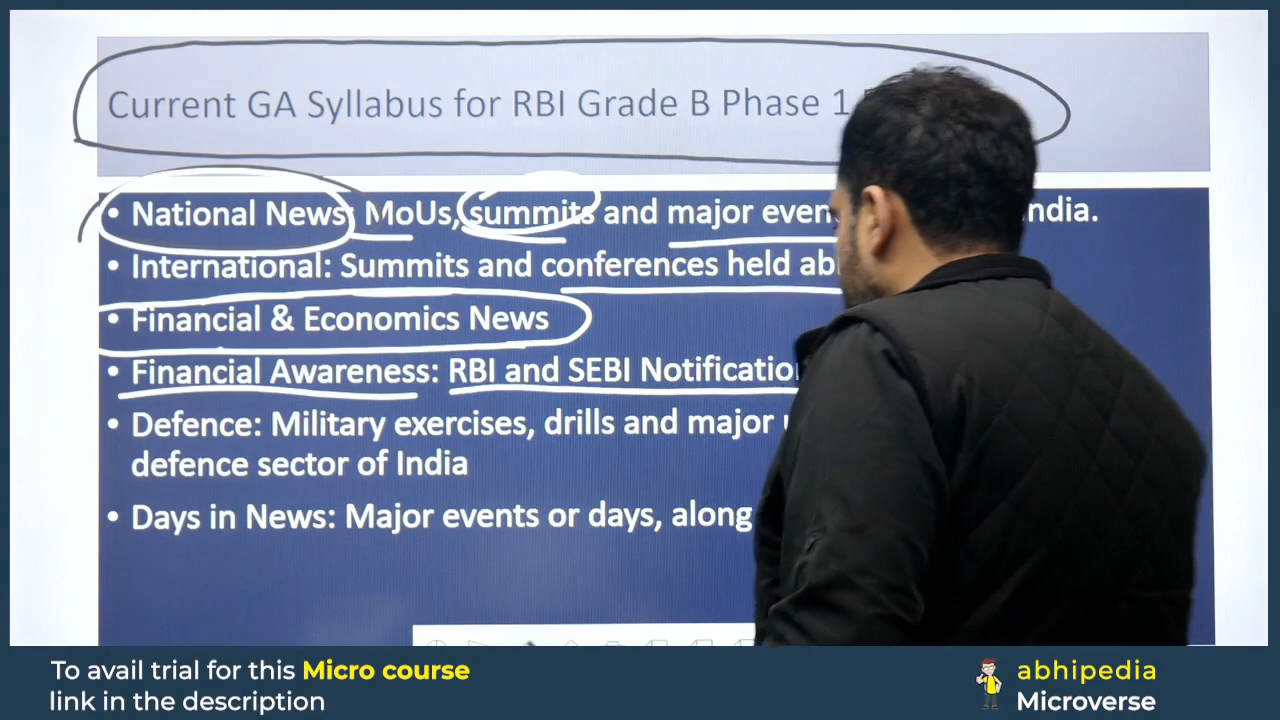 Current GA Syllabus for RBI Grade B Phase 1
• National News: MoUs, summits and major even ndia.
• International: Summits and conferences held ab
• Financial & Economics News
• Financial Awareness: RBI and SEBI Notificatio
• Defence: Military exercises, drills and major
defence sector of India
• Days in News: Major events or days, along
To avail trial for this Micro course
link in the description
abhipedia
Microverse